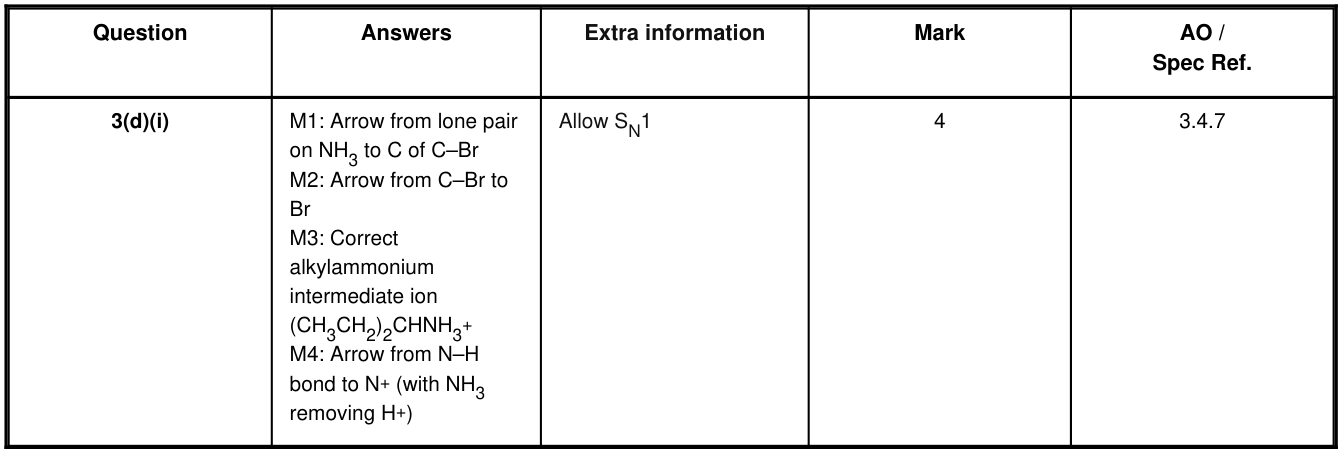 Question Answers Extra information Mark AO /
Spec Ref.
3(d)(i) M1: Arrow from lone pair Allow S_N1 4 3.4.7
on NH₃ to C of C–Br
M2: Arrow from C–Br to
Br
M3: Correct
alkylammonium
intermediate ion
(CH₃CH₂)₂CHNH₃+
M4: Arrow from N–H
bond to N+ (with NH₃
removing H+)